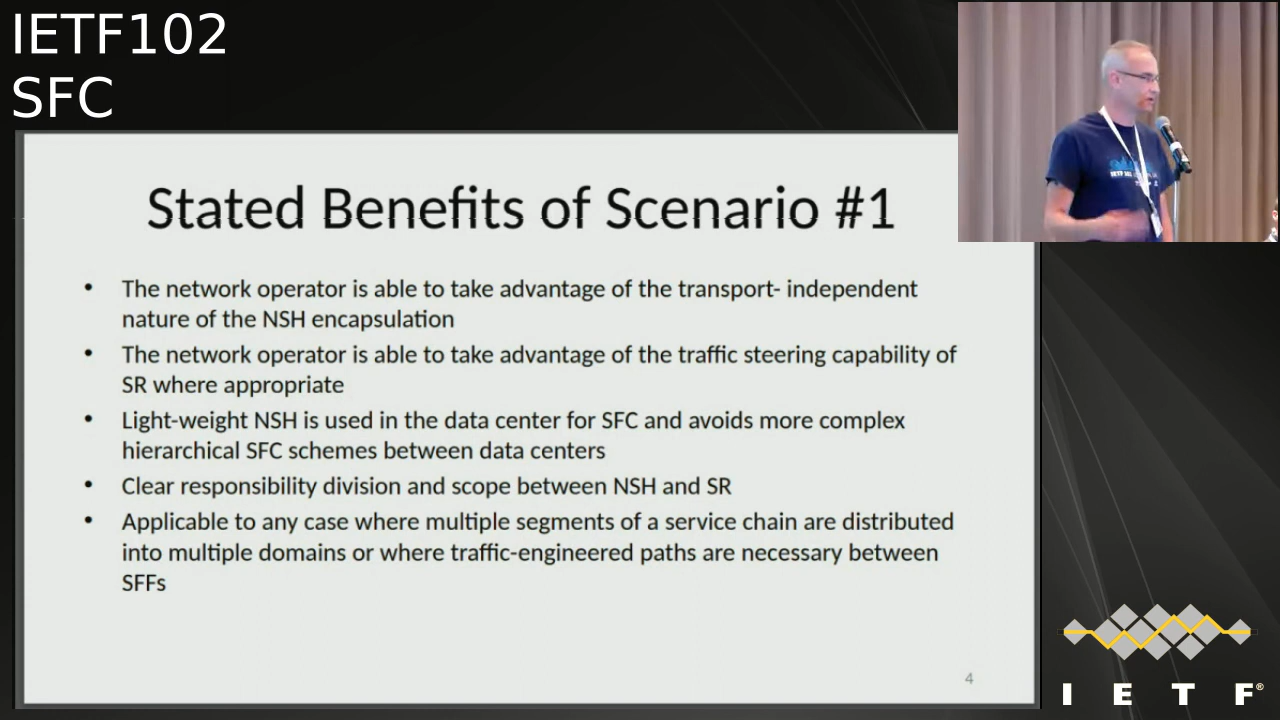 IETF102
SFC
Stated Benefits of Scenario #1
• The network operator is able to take advantage of the transport- independent
nature of the NSH encapsulation
• The network operator is able to take advantage of the traffic steering capability of
SR where appropriate
• Light-weight NSH is used in the data center for SFC and avoids more complex
hierarchical SFC schemes between data centers
• Clear responsibility division and scope between NSH and SR
• Applicable to any case where multiple segments of a service chain are distributed
into multiple domains or where traffic-engineered paths are necessary between
SFFs
4
I E T F®